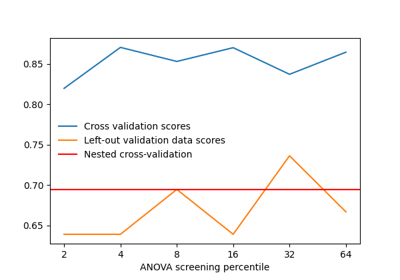 0.85
0.80
0.75
0.70
0.65
Cross validation scores
Left-out validation data scores
Nested cross-validation
2 4 8 16 32 64
ANOVA screening percentile